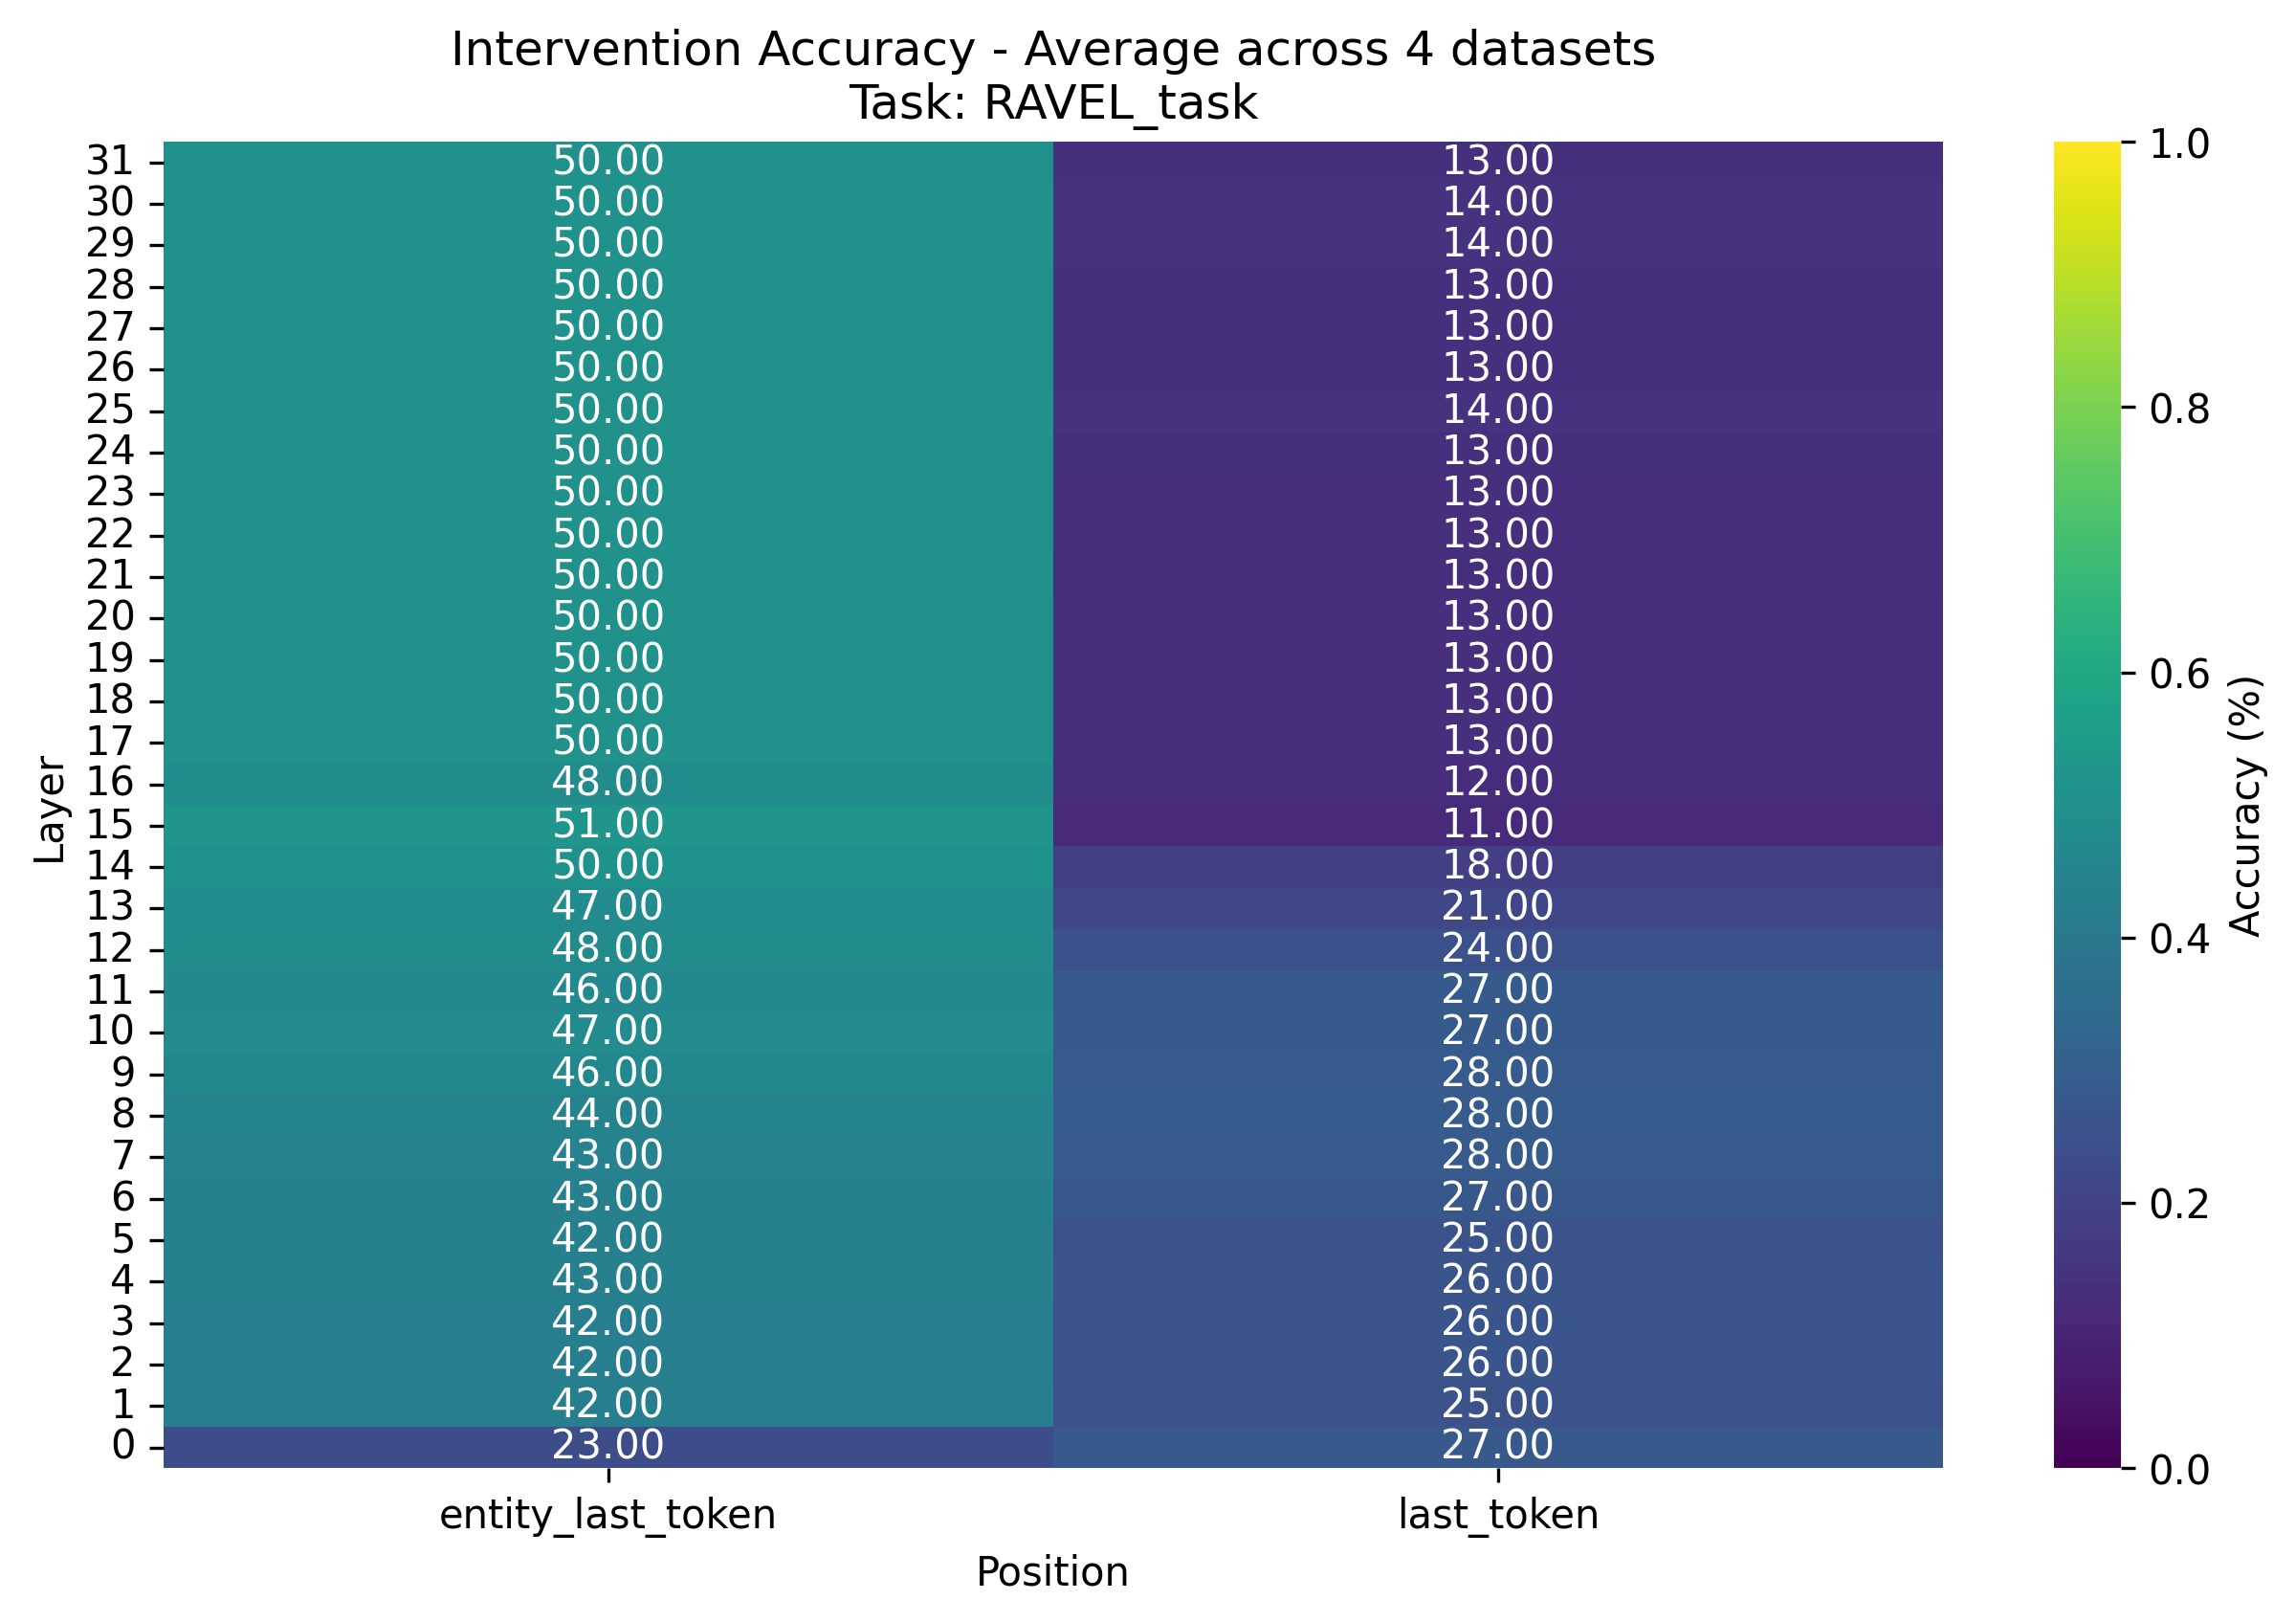 Intervention Accuracy - Average across 4 datasets
Task: RAVEL_task
31 50.00 13.00
30 50.00 14.00
29 50.00 14.00
28 50.00 13.00
27 50.00 13.00
26 50.00 13.00
25 50.00 14.00
24 50.00 13.00
23 50.00 13.00
22 50.00 13.00
21 50.00 13.00
20 50.00 13.00
19 50.00 13.00
18 50.00 13.00
17 50.00 13.00
16 48.00 12.00
15 51.00 11.00
14 50.00 18.00
13 47.00 21.00
12 48.00 24.00
11 46.00 27.00
10 47.00 27.00
9 46.00 28.00
8 44.00 28.00
7 43.00 28.00
6 43.00 27.00
5 42.00 25.00
4 43.00 26.00
3 42.00 26.00
2 42.00 26.00
1 42.00 25.00
0 23.00 27.00
Layer
entity_last_token last_token
Position
1.0
0.8
0.6
0.4
0.2
0.0
Accuracy (%)